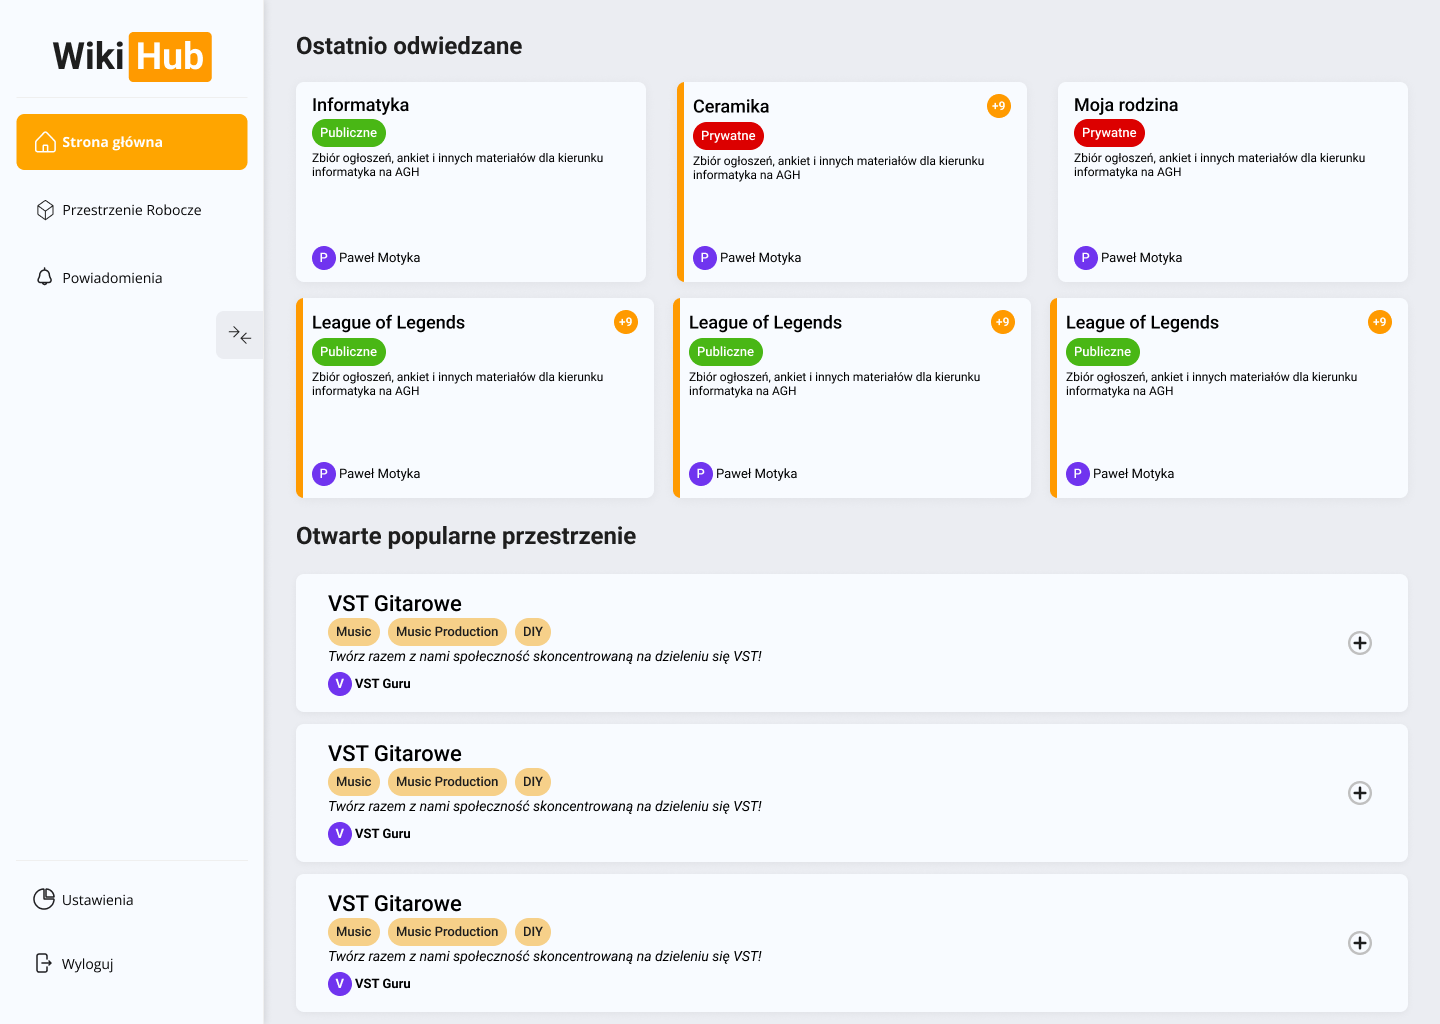 Wiki Hub
Strona główna
Przestrzenie Robocze
Powiadomienia
Ustawienia
Wyloguj
Ostatnio odwiedzane
Informatyka
Publiczne
Zbiór ogłoszeń, ankiet i innych materiałów dla kierunku
informatyka na AGH
P Paweł Motyka
Ceramika
+9
Prywatne
Zbiór ogłoszeń, ankiet i innych materiałów dla kierunku
informatyka na AGH
P Paweł Motyka
Moja rodzina
Prywatne
Zbiór ogłoszeń, ankiet i innych materiałów dla kierunku
informatyka na AGH
P Paweł Motyka
League of Legends
+9
Publiczne
Zbiór ogłoszeń, ankiet i innych materiałów dla kierunku
informatyka na AGH
P Paweł Motyka
League of Legends
+9
Publiczne
Zbiór ogłoszeń, ankiet i innych materiałów dla kierunku
informatyka na AGH
P Paweł Motyka
League of Legends
+9
Publiczne
Zbiór ogłoszeń, ankiet i innych materiałów dla kierunku
informatyka na AGH
P Paweł Motyka
Otwarte popularne przestrzenie
VST Gitarowe
Music Music Production DIY
Twórz razem z nami społeczność skoncentrowaną na dzieleniu się VST!
V VST Guru
VST Gitarowe
Music Music Production DIY
Twórz razem z nami społeczność skoncentrowaną na dzieleniu się VST!
V VST Guru
VST Gitarowe
Music Music Production DIY
Twórz razem z nami społeczność skoncentrowaną na dzieleniu się VST!
V VST Guru